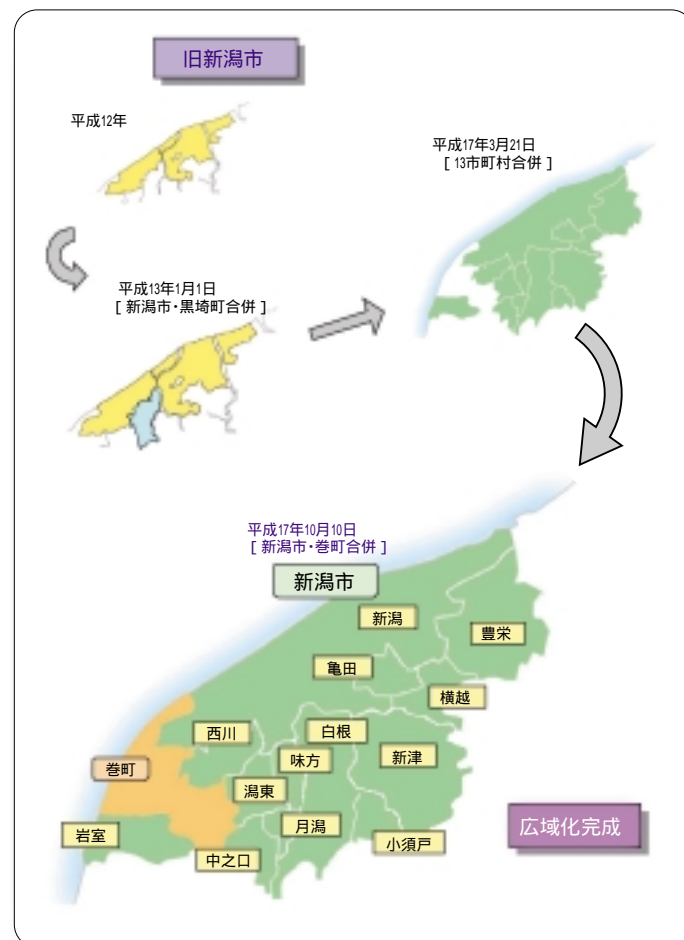 旧新潟市
平成12年
平成17年3月21日
[ 13市町村合併 ]
平成13年1月1日
[ 新潟市・黒埼町合併 ]
平成17年10月10日
[ 新潟市・巻町合併 ]
新潟市
新潟
豊栄
亀田
横越
西川
白根
味方
新津
巻町
潟東
月潟
岩室
小須戸
中之口
広域化完成